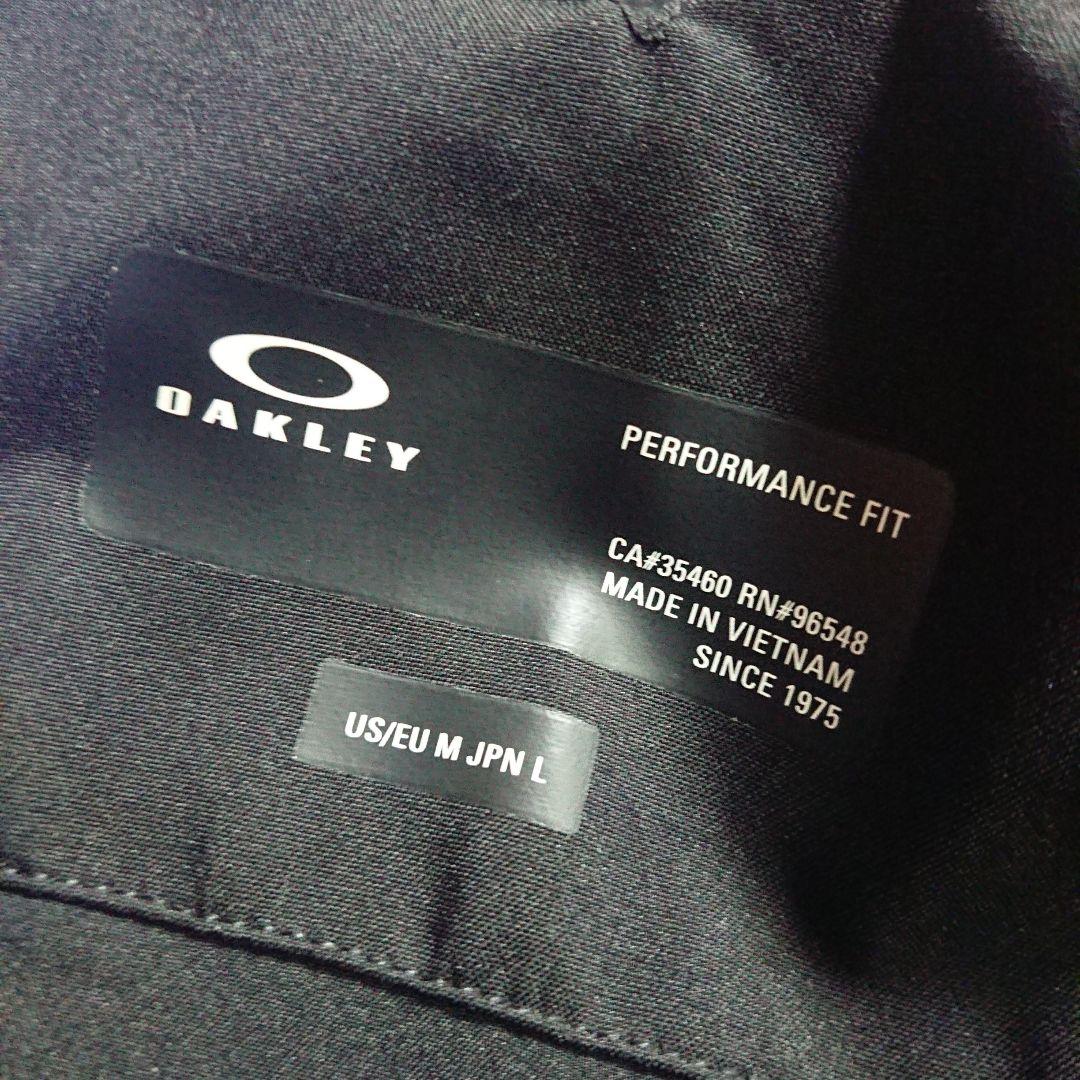 OAKLEY
PERFORMANCE FIT
CA#35460 RN#96548
MADE IN VIETNAM
SINCE 1975
US/EU M JPN L